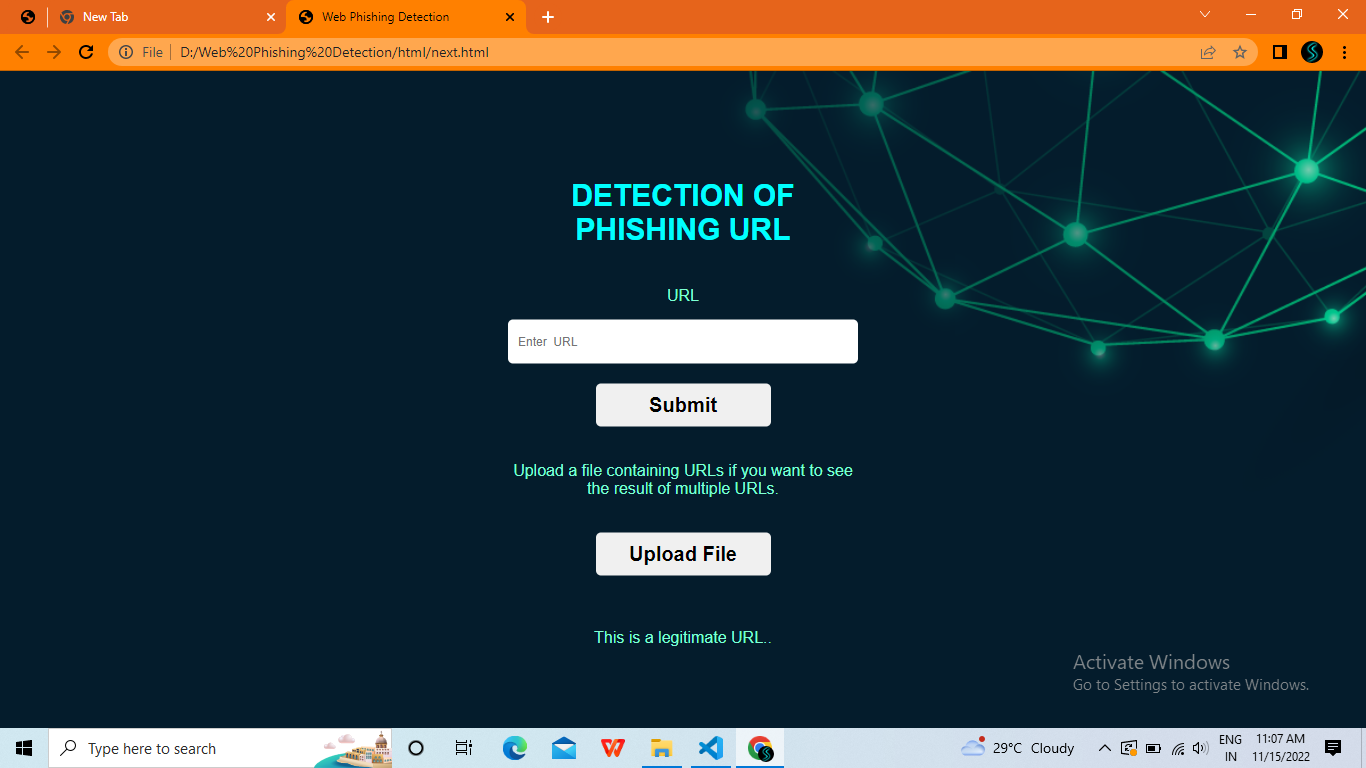 New Tab
Web Phishing Detection
File
D:/Web%20Phishing%20Detection/html/next.html
DETECTION OF
PHISHING URL
URL
Enter  URL
Submit
Upload a file containing URLs if you want to see
the result of multiple URLs.
Upload File
This is a legitimate URL..
Activate Windows
Go to Settings to activate Windows.
Type here to search
29°C  Cloudy
ENG
IN
11:07 AM
11/15/2022